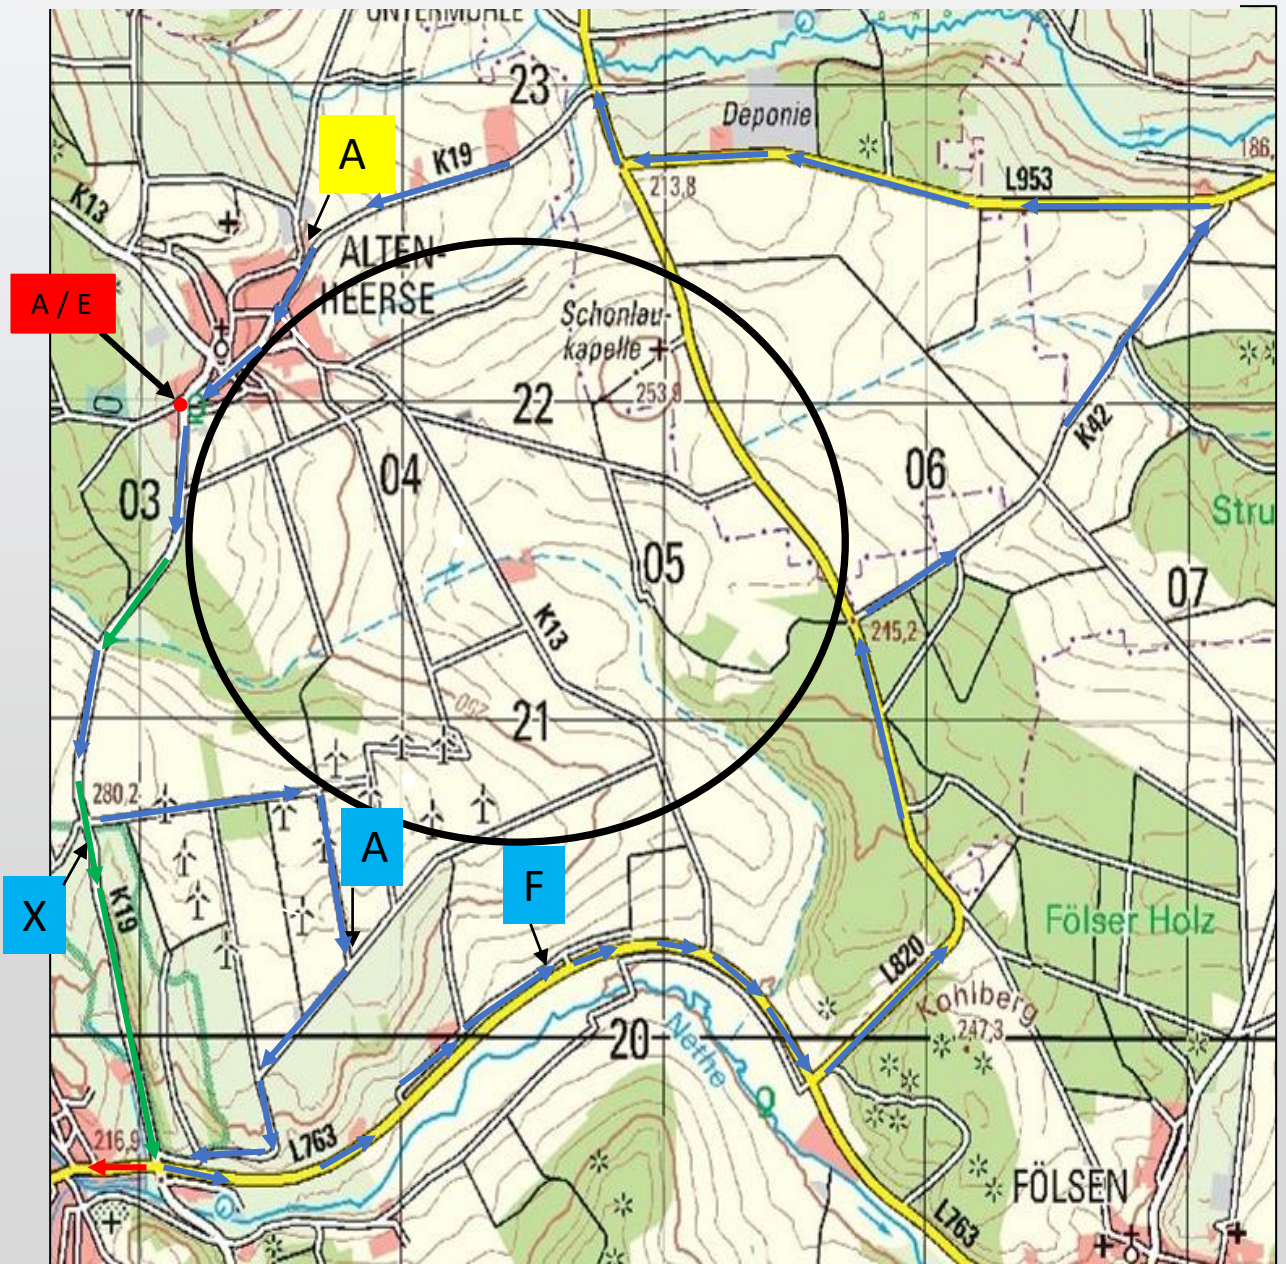 UNTERMÜHLE
23
Deponie
A
K19
L953
186,
213,8
K13
ALTEN-
HEERSE
A / E
Schonlau-
kapelle
253,8
22
K42
04
06
03
Stru
05
07
K13
215,2
250
21
280,2
A
F
X
K19
Fölser Holz
L820
Kohlberg
247,3
20
Nethe
216,9
L763
FÖLSEN
L763